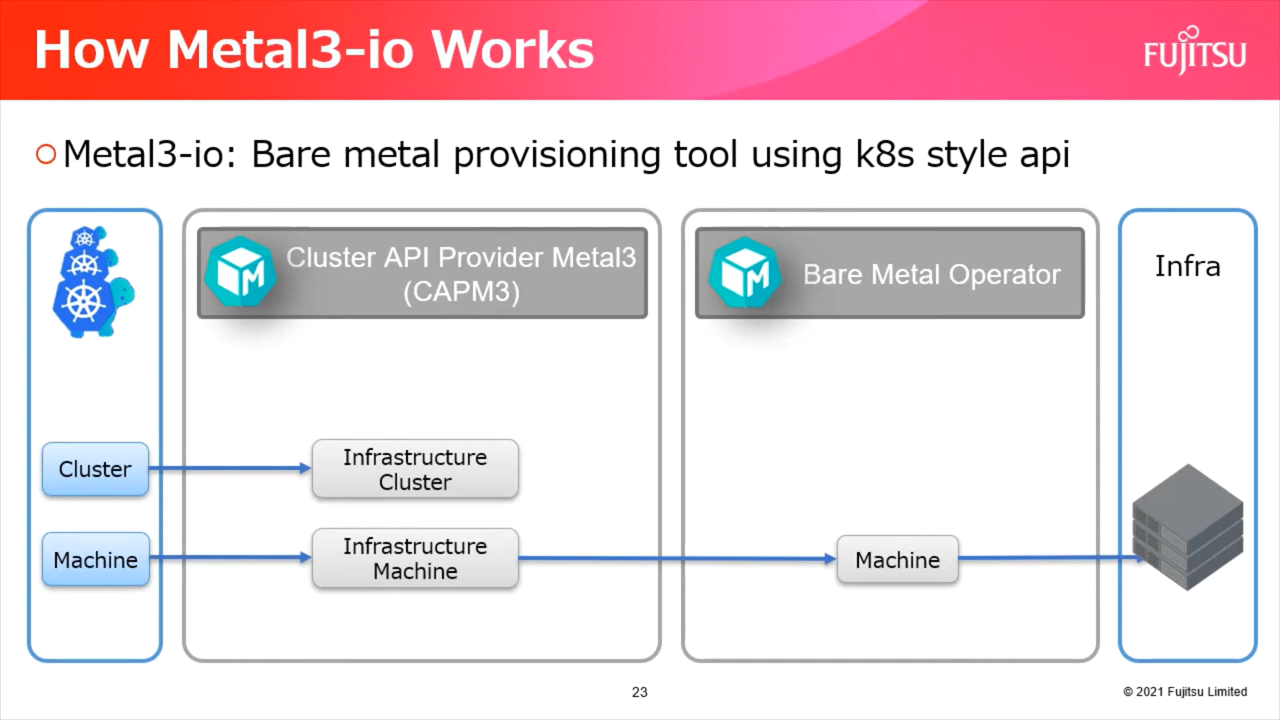 How Metal3-io Works
FUJITSU
Metal3-io: Bare metal provisioning tool using k8s style api
Cluster API Provider Metal3
(CAPM3)
Bare Metal Operator
Infra
Cluster
Infrastructure
Cluster
Machine
Infrastructure
Machine
Machine
23
© 2021 Fujitsu Limited